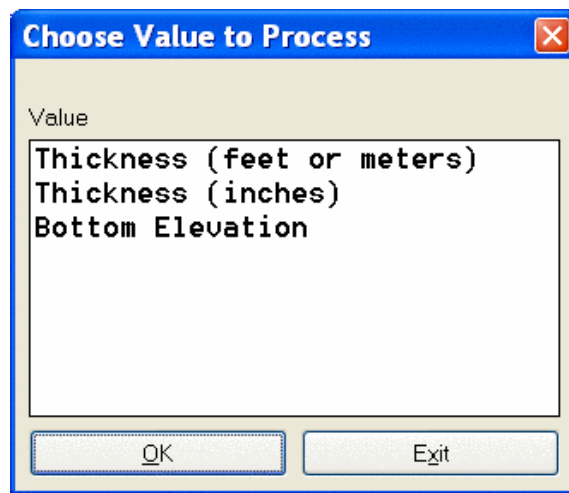 Choose Value to Process
Value
Thickness (feet or meters)
Thickness (inches)
Bottom Elevation
OK
Exit